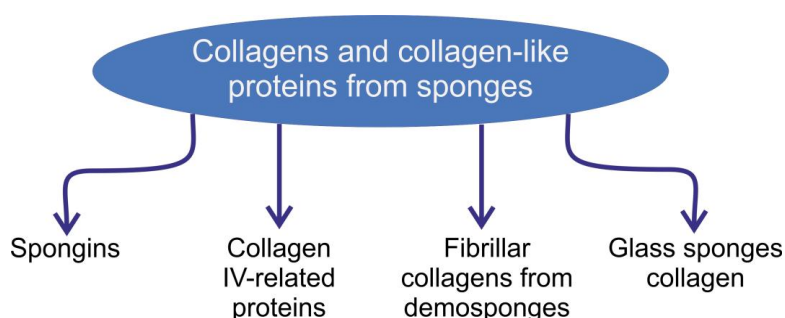 Collagens and collagen-like
proteins from sponges
Spongins
Collagen
IV-related
proteins
Fibrillar
collagens from
demosponges
Glass sponges
collagen